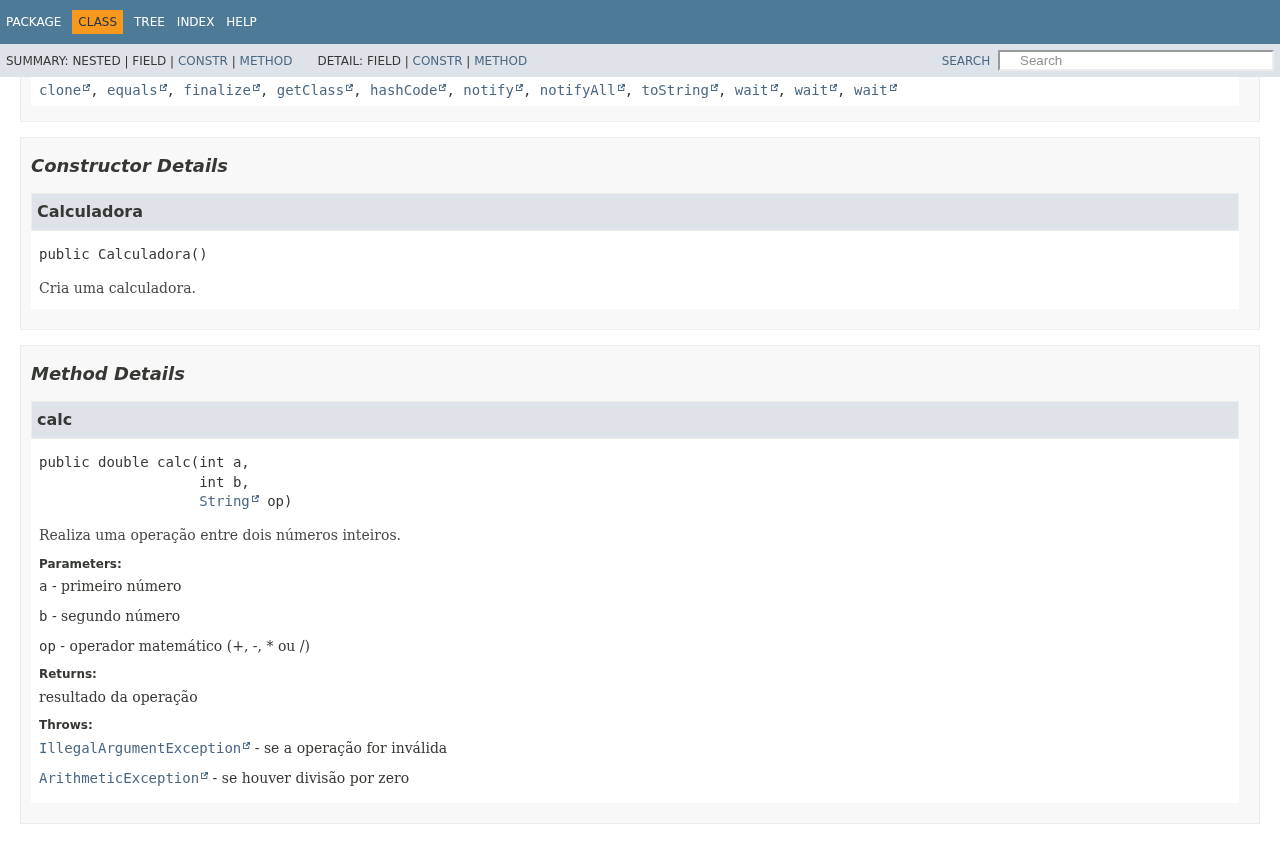 PACKAGE CLASS TREE INDEX HELP
SUMMARY: NESTED | FIELD | CONSTR | METHOD DETAIL: FIELD | CONSTR | METHOD SEARCH Search
clone, equals, finalize, getClass, hashCode, notify, notifyAll, toString, wait, wait, wait
Constructor Details
Calculadora
public Calculadora()
Cria uma calculadora.
Method Details
calc
public double calc(int a,
int b,
String op)
Realiza uma operação entre dois números inteiros.
Parameters:
a - primeiro número
b - segundo número
op - operador matemático (+, -, * ou /)
Returns:
resultado da operação
Throws:
IllegalArgumentException - se a operação for inválida
ArithmeticException - se houver divisão por zero